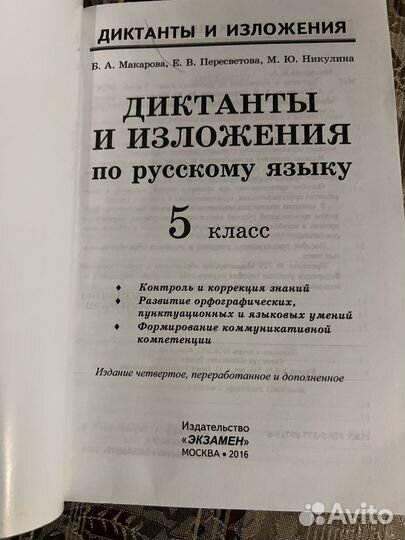 ДИКТАНТЫ И ИЗЛОЖЕНИЯ
Б. А. Макарова, Е. В. Пересветова, М. Ю. Никулина
ДИКТАНТЫ
И ИЗЛОЖЕНИЯ
по русскому языку
5 класс
♦ Контроль и коррекция знаний
♦ Развитие орфографических,
пунктуационных и языковых умений
♦ Формирование коммуникативной
компетенции
Издание четвертое, переработанное и дополненное
Издательство
«ЭКЗАМЕН»
МОСКВА • 2016
Avito